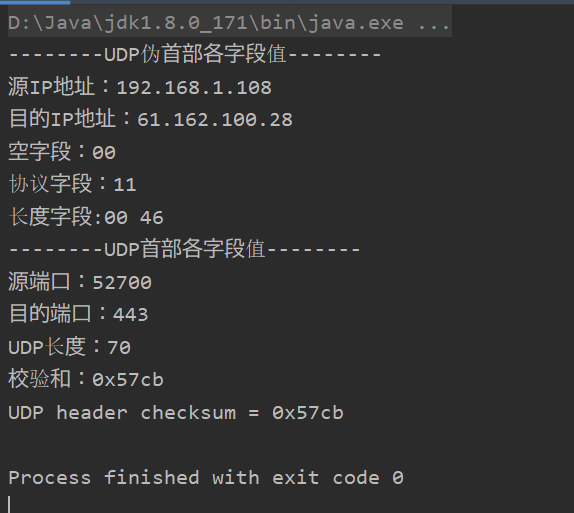 D:\Java\jdk1.8.0_171\bin\java.exe ...
--------UDP伪首部各字段值--------
源IP地址：192.168.1.108
目的IP地址：61.162.100.28
空字段：00
协议字段：11
长度字段:00 46
--------UDP首部各字段值--------
源端口：52700
目的端口：443
UDP长度：70
校验和：0x57cb
UDP header checksum = 0x57cb
Process finished with exit code 0